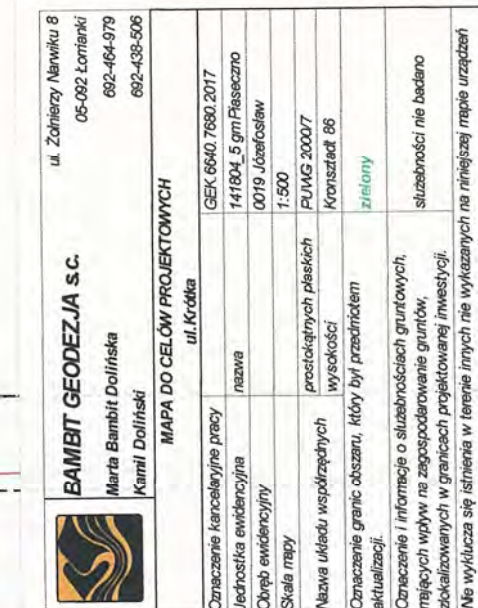 BAMBIT GEODEZJA s.c.
ul. Żołnierzy Narwiku 8
05-092 Łomianki
Marta Bambit Dolińska 692-464-979
Kamil Doliński 692-438-506
MAPA DO CELÓW PROJEKTOWYCH
ul. Krótka
Oznaczenie kancelaryjne pracy GEK.6640.7680.2017
Jednostka ewidencyjna nazwa 141804_5 gm Piaseczno
Obręb ewidencyjny 0019 Józefosław
Skala mapy 1:500
Nazwa układu współrzędnych prostokątnych płaskich PUWG 2000/7
wysokości Kronsztadt 86
Oznaczenie granic obszaru, który był przedmiotem
aktualizacji. zielony
Oznaczenie i informacje o służebnościach gruntowych,
mających wpływ na zagospodarowanie gruntów, służebności nie badano
zlokalizowanych w granicach projektowanej inwestycji.
Nie wyklucza się istnienia w terenie innych nie wykazanych na niniejszej mapie urządzeń